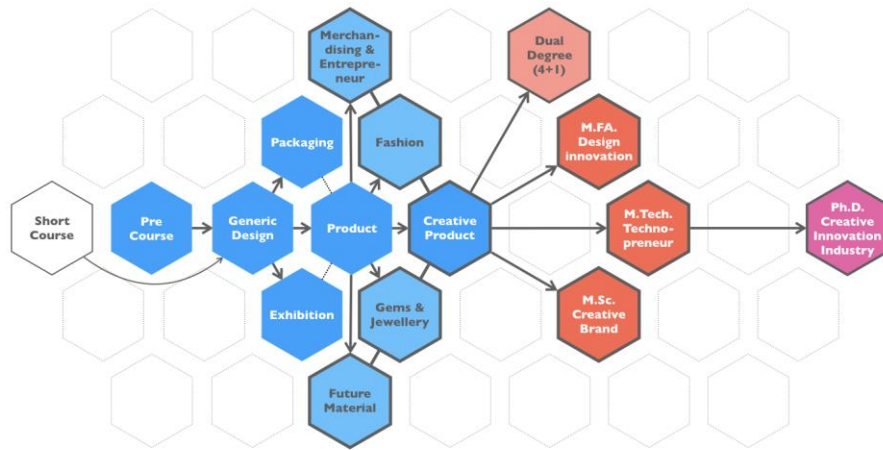 Merchan-
dising &
Entrepre-
neur
Dual
Degree
(4+1)
Packaging
Fashion
M.FA.
Design
innovation
Short
Course
Pre
Course
Generic
Design
Product
Creative
Product
M.Tech.
Techno-
preneur
Ph.D.
Creative
Innovation
Industry
Exhibition
Gems &
Jewellery
M.Sc.
Creative
Brand
Future
Material